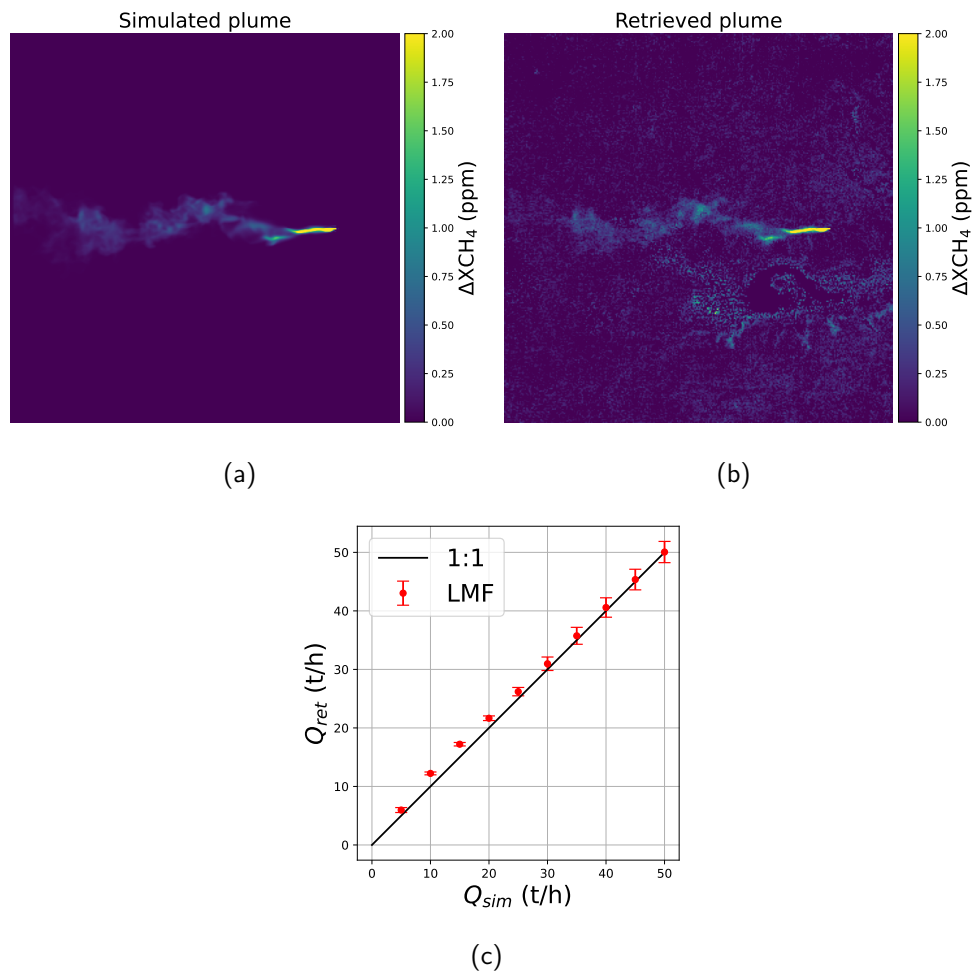 Simulated plume
2.00
1.75
1.50
1.25
1.00
0.75
0.50
0.25
0.00
ΔXCH₄ (ppm)
(a)
Retrieved plume
2.00
1.75
1.50
1.25
1.00
0.75
0.50
0.25
0.00
ΔXCH₄ (ppm)
(b)
1:1
LMF
50
40
30
20
10
0
Q_ret (t/h)
0 10 20 30 40 50
Q_sim (t/h)
(c)